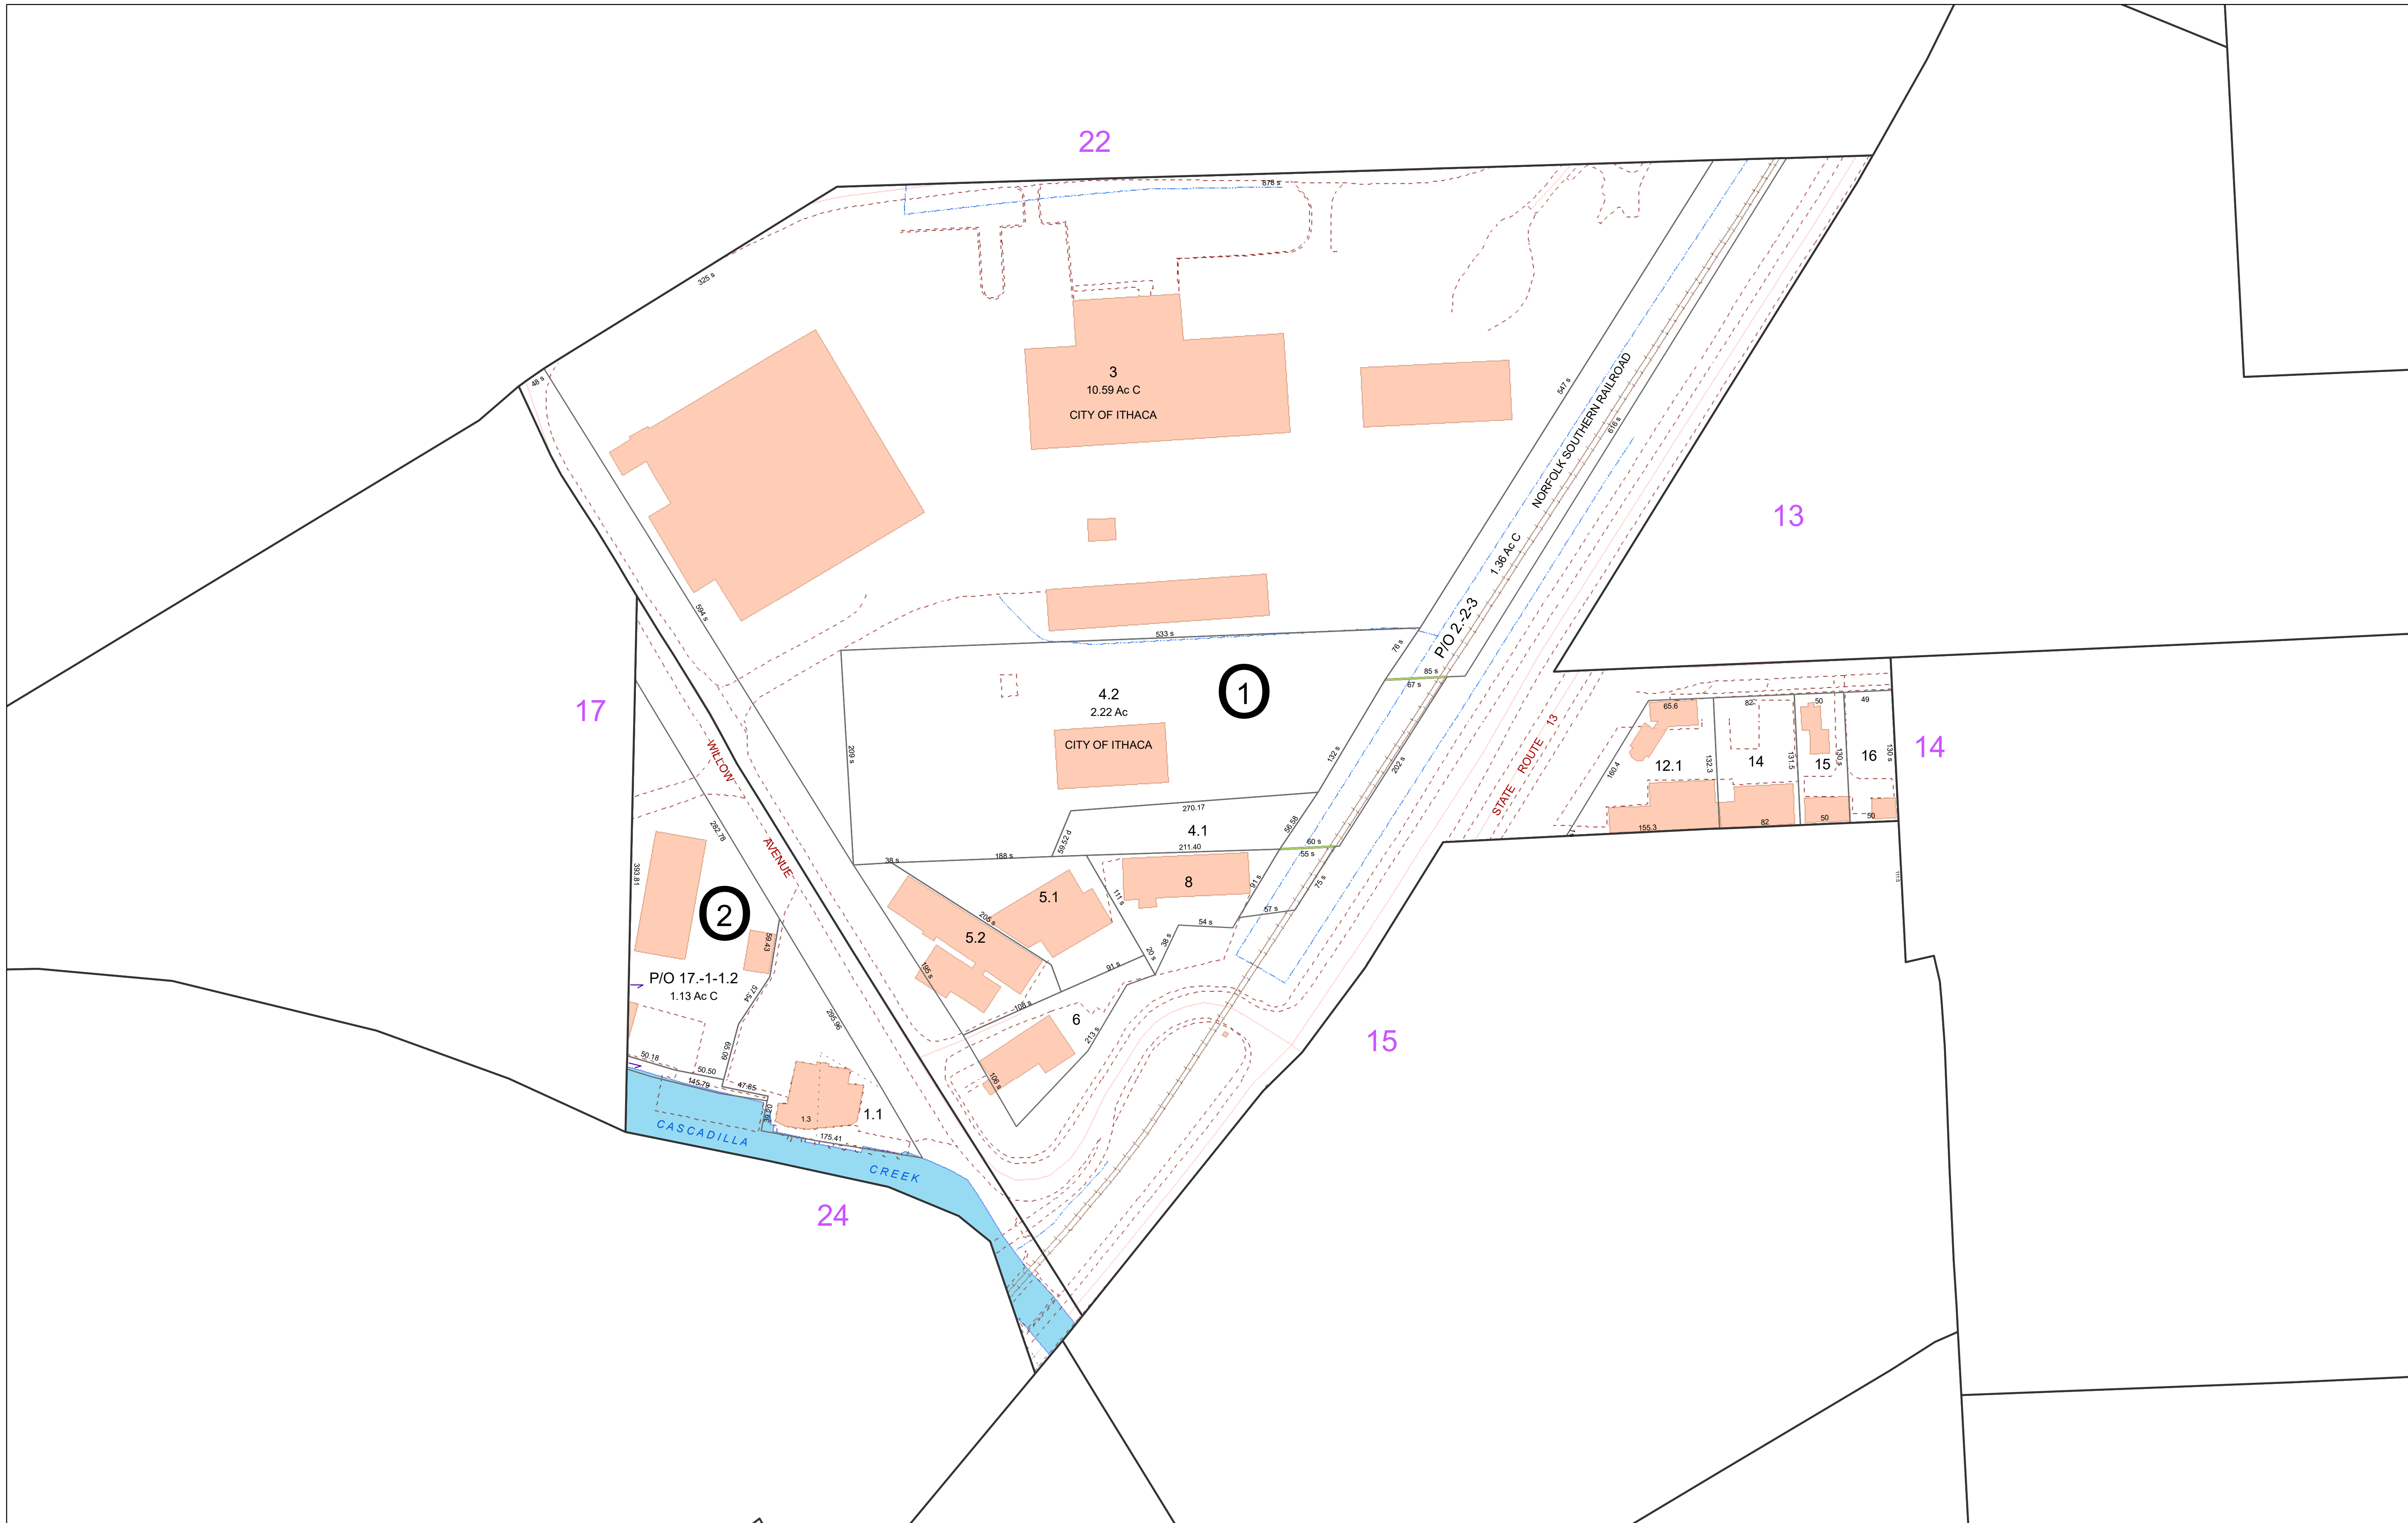 22
878 s
325 s
48 s
3
10.59 Ac C
CITY OF ITHACA
547 s
NORFOLK SOUTHERN RAILROAD
616 s
13
1.36 Ac C
P/O 2.-2-3
594 s
533 s
76 s
85 s
67 s
4.2
2.22 Ac
1
CITY OF ITHACA
17
WILLOW
AVENUE
209 s
132 s
202 s
STATE ROUTE 13
65.6
82
50
49
160.4
12.1
132.3
14
131.5
15
130 s
16
130 s
14
155.3
82
50
50
270.17
59.52 d
4.1
56.58
60 s
55 s
38 s
188 s
211.40
282.78
393.81
2
59.43
P/O 17.-1-1.2
1.13 Ac C
57.54
65.09
50.18
50.50
145.79
47.65
39.20
1.3
1.1
175.41
295.96
CASCADILLA
CREEK
24
205 s
5.1
5.2
111 s
8
91 s
75 s
57 s
54 s
38 s
20 s
91 s
195 s
108 s
6
213 s
106 s
15